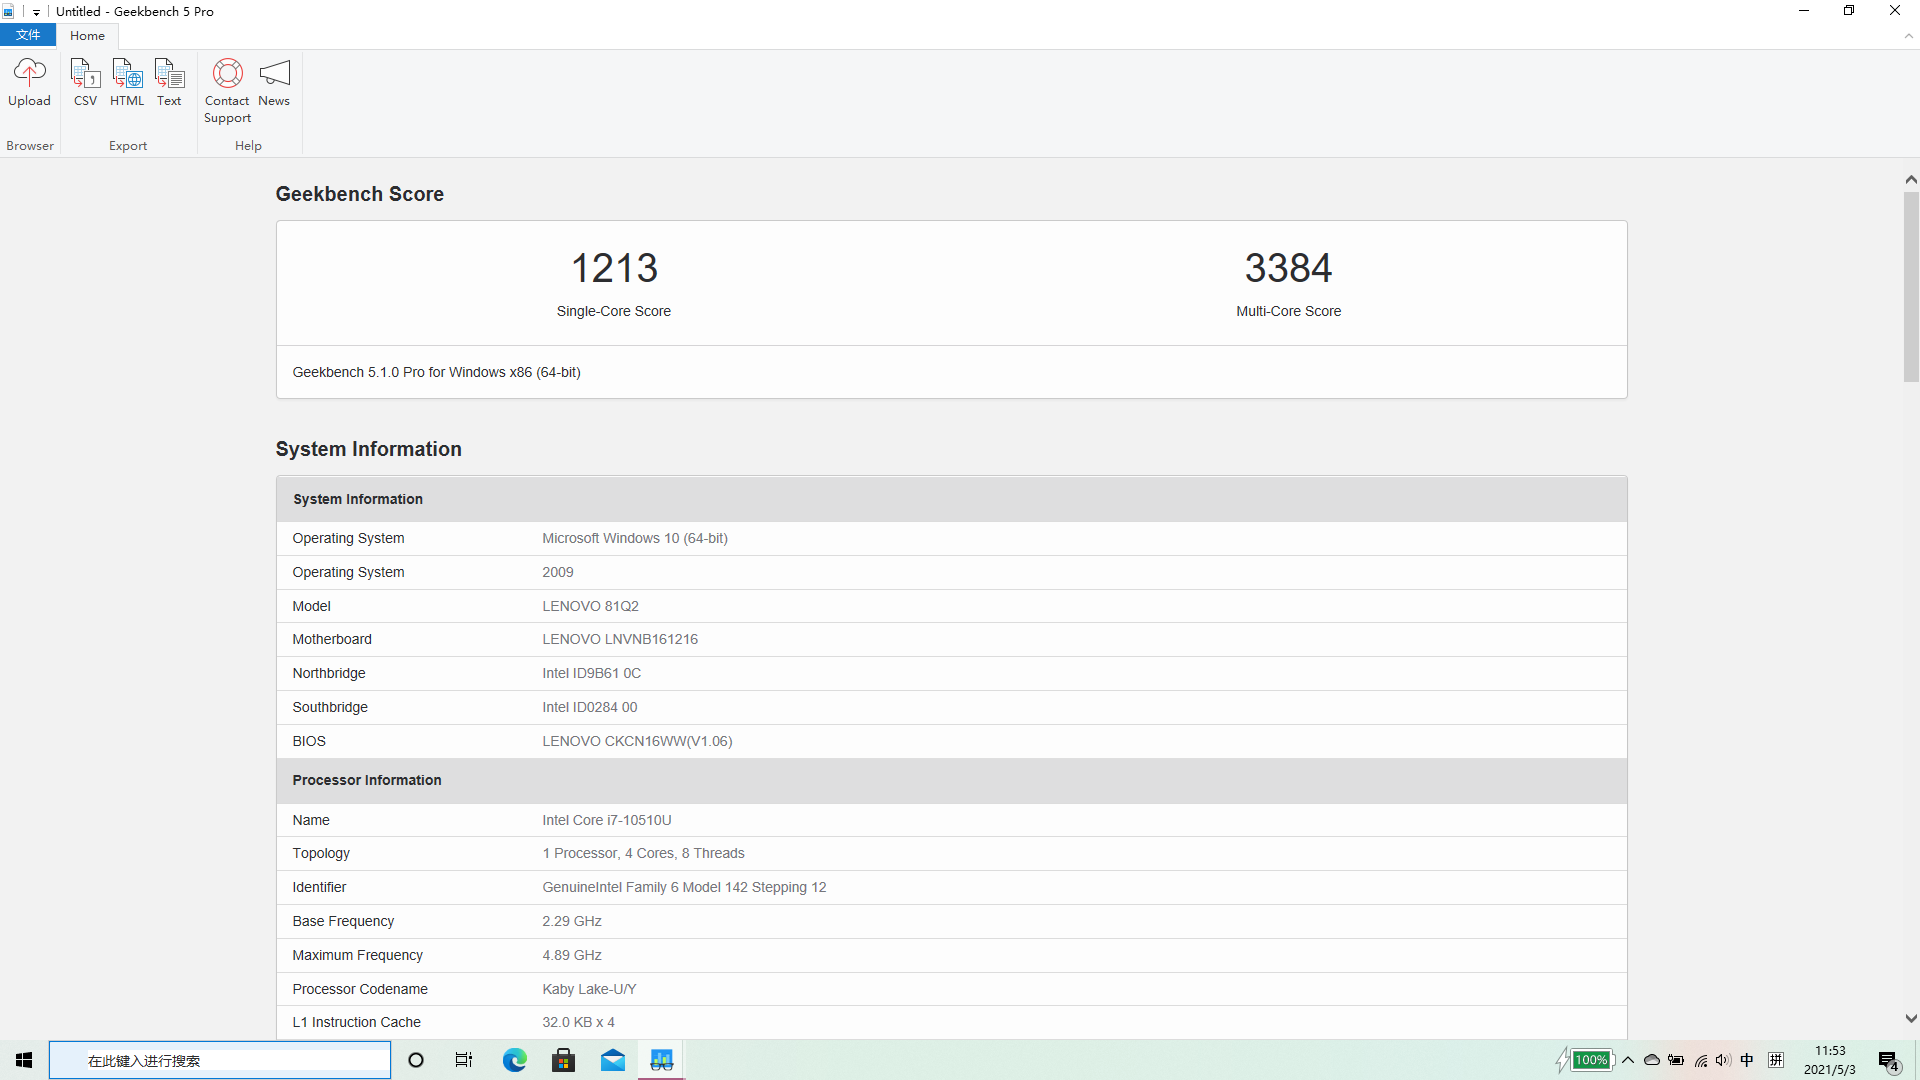 Untitled - Geekbench 5 Pro
文件
Home
Upload
CSV
HTML
Text
Contact
Support
News
Browser
Export
Help
Geekbench Score
1213
3384
Single-Core Score
Multi-Core Score
Geekbench 5.1.0 Pro for Windows x86 (64-bit)
System Information
System Information
Operating System Microsoft Windows 10 (64-bit)
Operating System 2009
Model LENOVO 81Q2
Motherboard LENOVO LNVNB161216
Northbridge Intel ID9B61 0C
Southbridge Intel ID0284 00
BIOS LENOVO CKCN16WW(V1.06)
Processor Information
Name Intel Core i7-10510U
Topology 1 Processor, 4 Cores, 8 Threads
Identifier GenuineIntel Family 6 Model 142 Stepping 12
Base Frequency 2.29 GHz
Maximum Frequency 4.89 GHz
Processor Codename Kaby Lake-U/Y
L1 Instruction Cache 32.0 KB x 4
在此键入进行搜索
100%
中
拼
11:53
2021/5/3
4